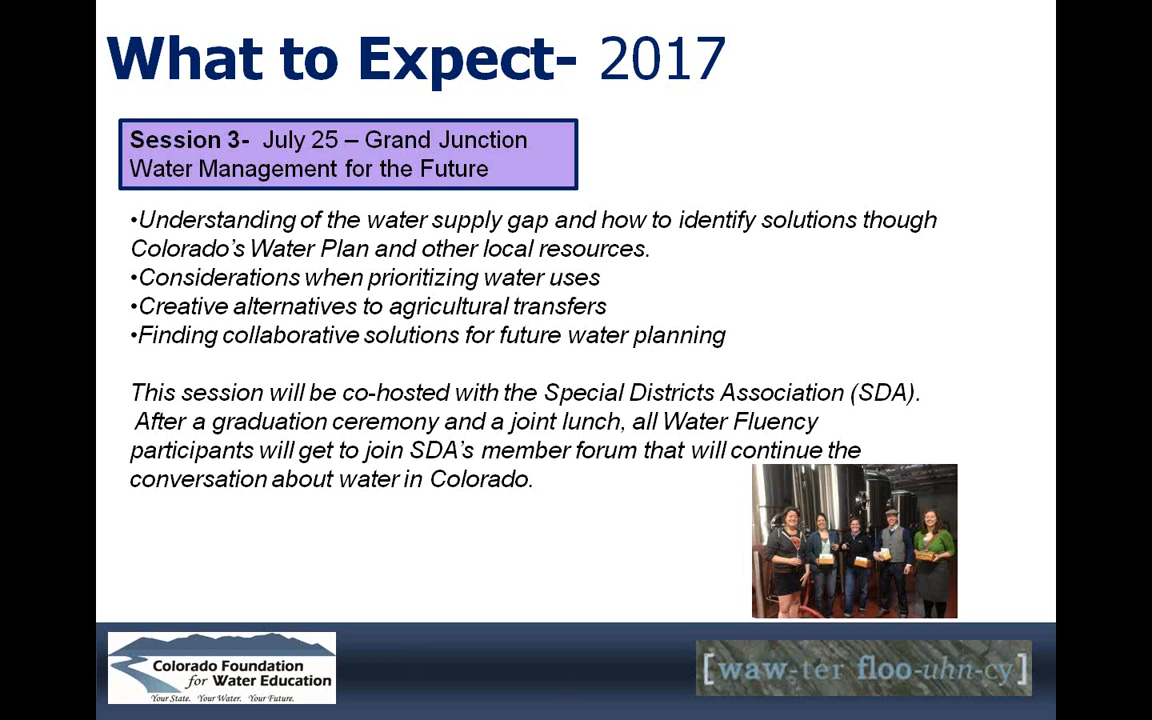 What to Expect- 2017
Session 3- July 25 – Grand Junction
Water Management for the Future
•Understanding of the water supply gap and how to identify solutions though
Colorado's Water Plan and other local resources.
•Considerations when prioritizing water uses
•Creative alternatives to agricultural transfers
•Finding collaborative solutions for future water planning
This session will be co-hosted with the Special Districts Association (SDA).
After a graduation ceremony and a joint lunch, all Water Fluency
participants will get to join SDA's member forum that will continue the
conversation about water in Colorado.
Colorado Foundation
for Water Education
Your State. Your Water. Your Future.
[waw-ter floo-uhn-cy]